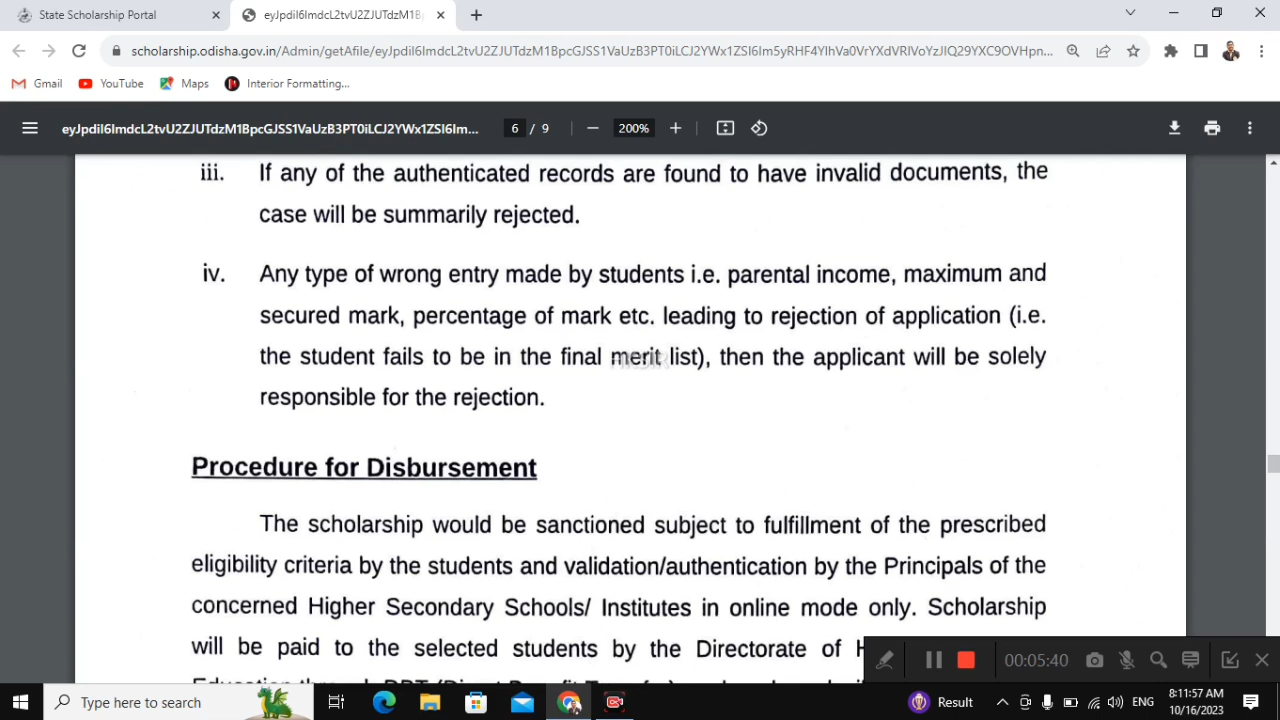 State Scholarship Portal
eyJpdiI6ImdcL2tvU2ZJUTdzM1B
scholarship.odisha.gov.in/Admin/getAfile/eyJpdiI6ImdcL2tvU2ZJUTdzM1BpcGJSS1VaUzB3PT0iLCJ2YWx1ZSI6Im5yRHF4YlhVa0VrYXdVRlVoYzJIQ29YXC9OVHpn...
Gmail YouTube Maps Interior Formatting...
eyJpdiI6ImdcL2tvU2ZJUTdzM1BpcGJSS1VaUzB3PT0iLCJ2YWx1ZSI6Im... 6 / 9 200%
iii. If any of the authenticated records are found to have invalid documents, the
case will be summarily rejected.
iv. Any type of wrong entry made by students i.e. parental income, maximum and
secured mark, percentage of mark etc. leading to rejection of application (i.e.
the student fails to be in the final merit list), then the applicant will be solely
responsible for the rejection.
Procedure for Disbursement
The scholarship would be sanctioned subject to fulfillment of the prescribed
eligibility criteria by the students and validation/authentication by the Principals of the
concerned Higher Secondary Schools/ Institutes in online mode only. Scholarship
will be paid to the selected students by the Directorate of
00:05:40
Type here to search
Result ENG 8:11:57 AM
10/16/2023